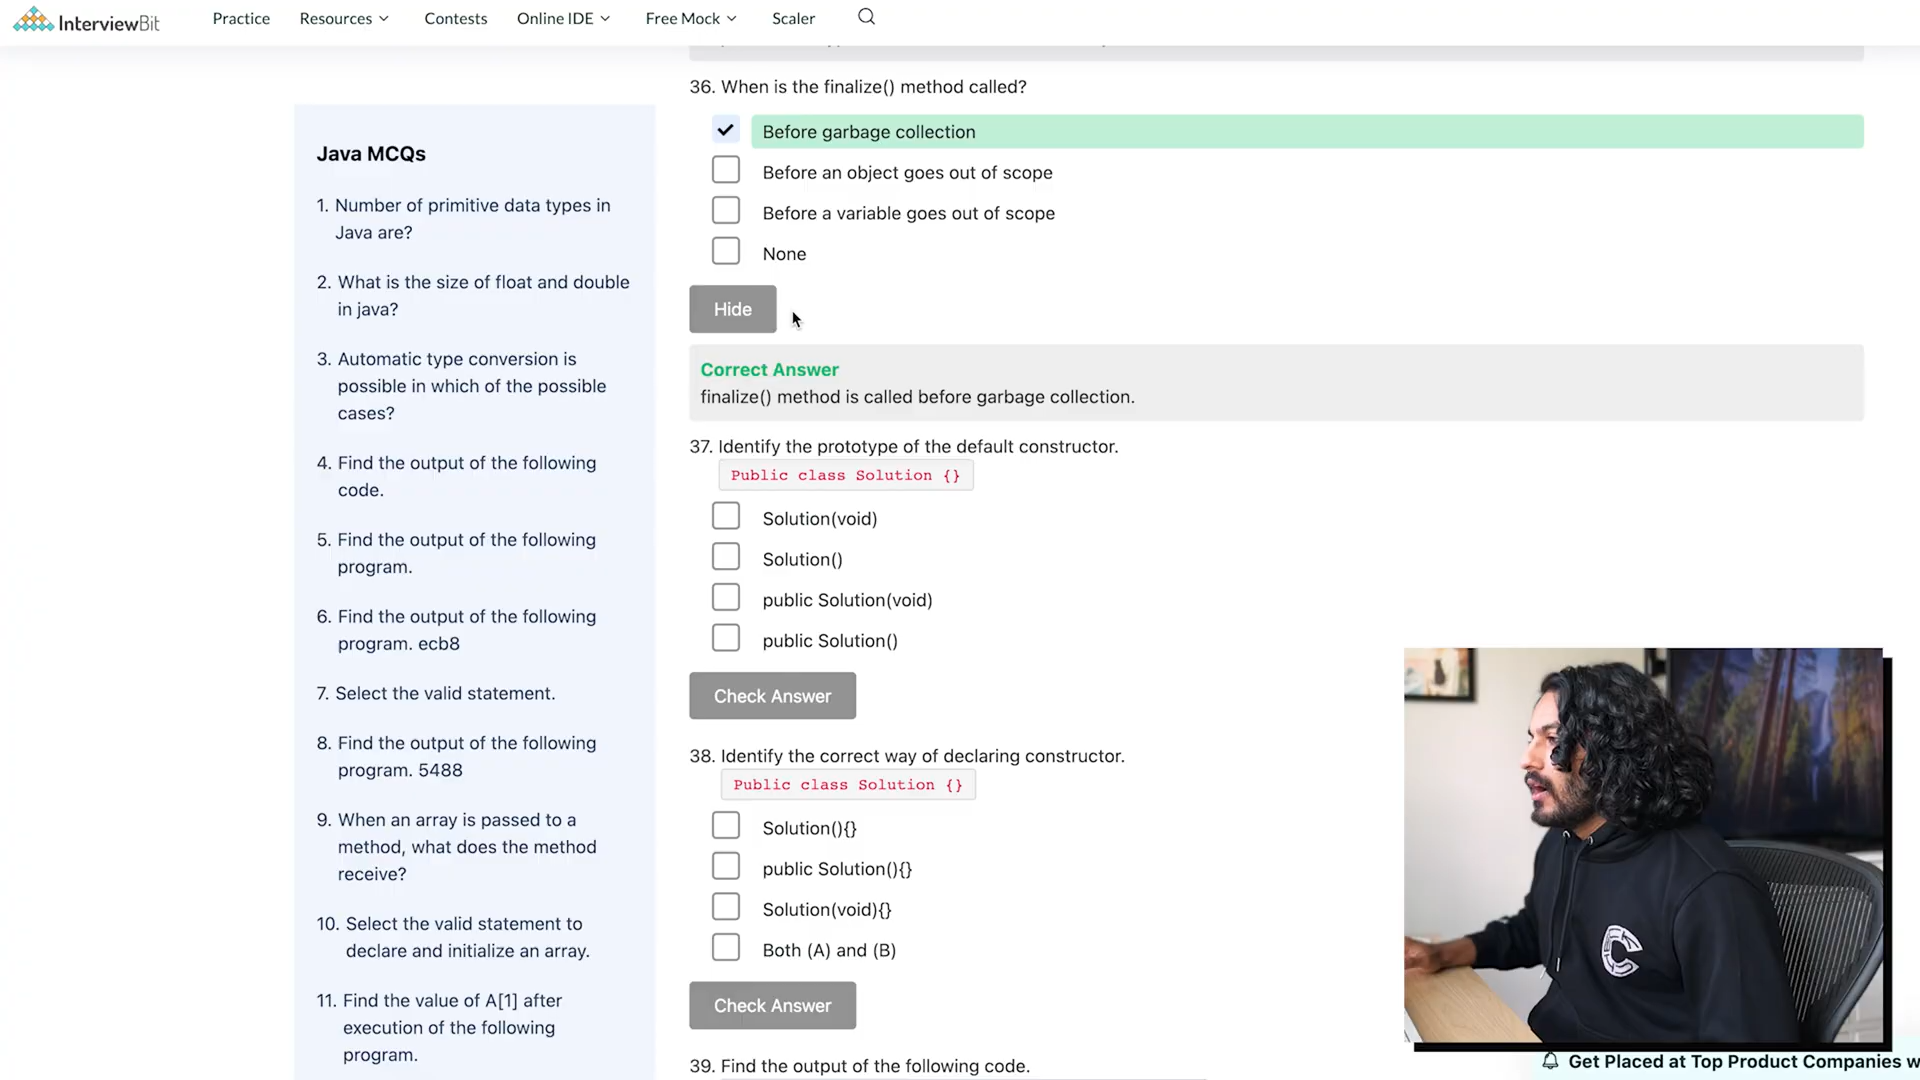 InterviewBit
Practice
Resources
Contests
Online IDE
Free Mock
Scaler
Java MCQs
1. Number of primitive data types in
Java are?
2. What is the size of float and double
in java?
3. Automatic type conversion is
possible in which of the possible
cases?
4. Find the output of the following
code.
5. Find the output of the following
program.
6. Find the output of the following
program. ecb8
7. Select the valid statement.
8. Find the output of the following
program. 5488
9. When an array is passed to a
method, what does the method
receive?
10. Select the valid statement to
declare and initialize an array.
11. Find the value of A[1] after
execution of the following
program.
36. When is the finalize() method called?
Before garbage collection
Before an object goes out of scope
Before a variable goes out of scope
None
Hide
Correct Answer
finalize() method is called before garbage collection.
37. Identify the prototype of the default constructor.
Public class Solution {}
Solution(void)
Solution()
public Solution(void)
public Solution()
Check Answer
38. Identify the correct way of declaring constructor.
Public class Solution {}
Solution(){}
public Solution(){}
Solution(void){}
Both (A) and (B)
Check Answer
39. Find the output of the following code.
Get Placed at Top Product Companies w